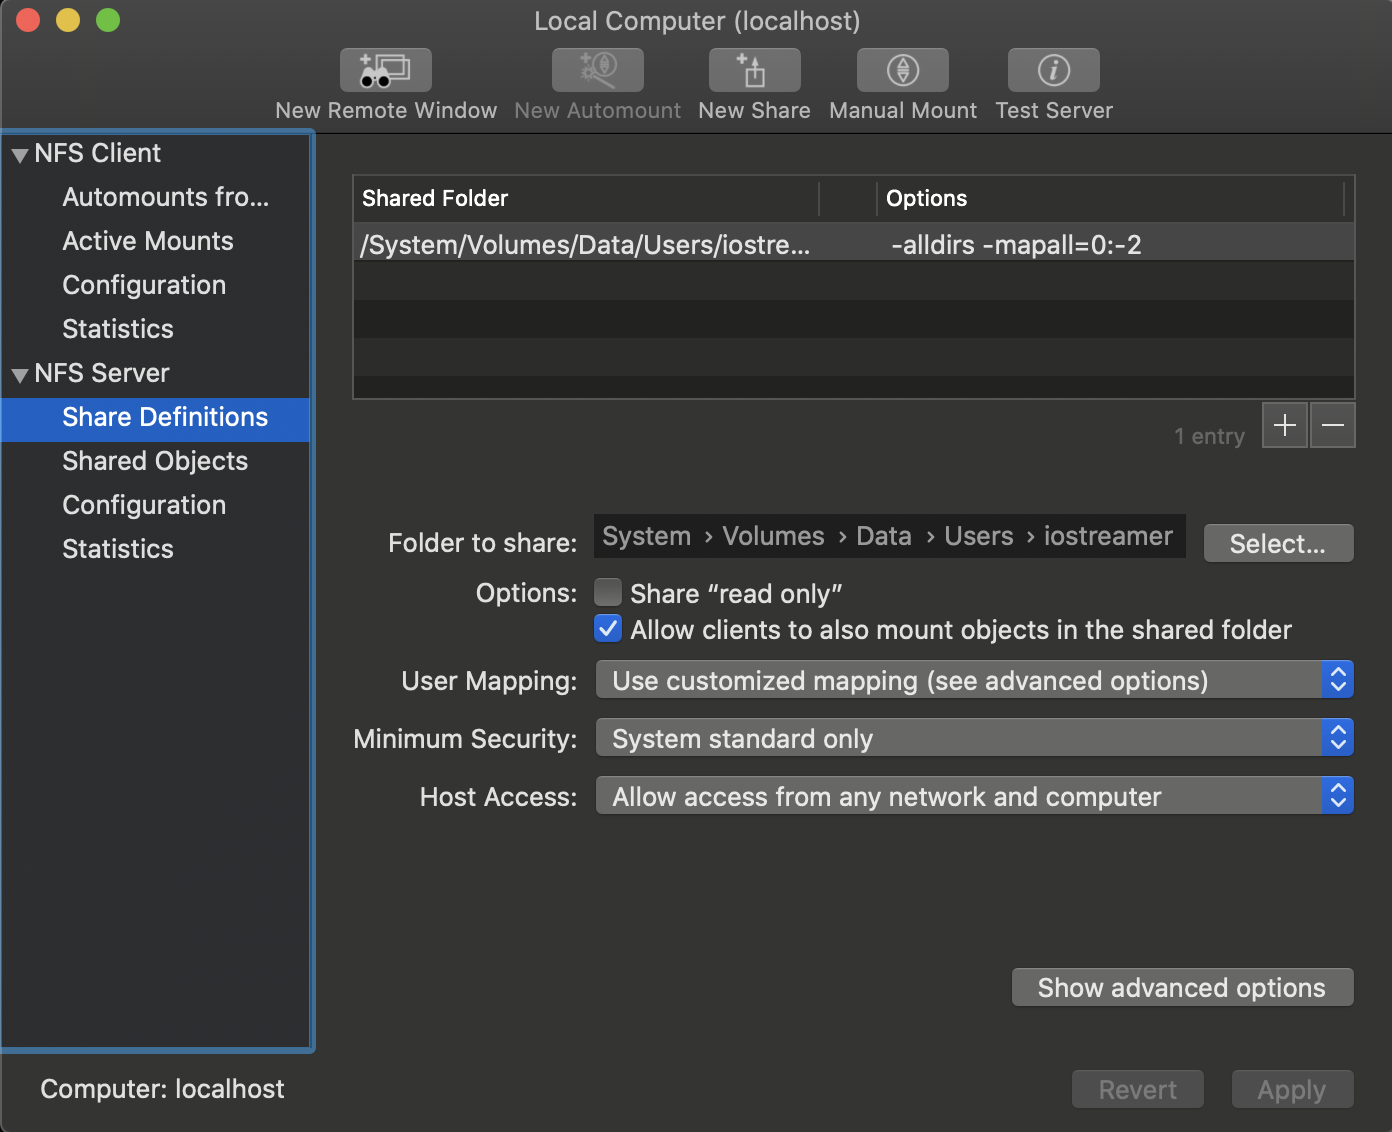 Local Computer (localhost)
New Remote Window New Automount New Share Manual Mount Test Server
NFS Client
Automounts fro...
Active Mounts
Configuration
Statistics
NFS Server
Share Definitions
Shared Objects
Configuration
Statistics
Shared Folder Options
/System/Volumes/Data/Users/iostre... -alldirs -mapall=0:-2
1 entry
Folder to share: System › Volumes › Data › Users › iostreamer Select...
Options: Share “read only”
Allow clients to also mount objects in the shared folder
User Mapping: Use customized mapping (see advanced options)
Minimum Security: System standard only
Host Access: Allow access from any network and computer
Show advanced options
Computer: localhost Revert Apply